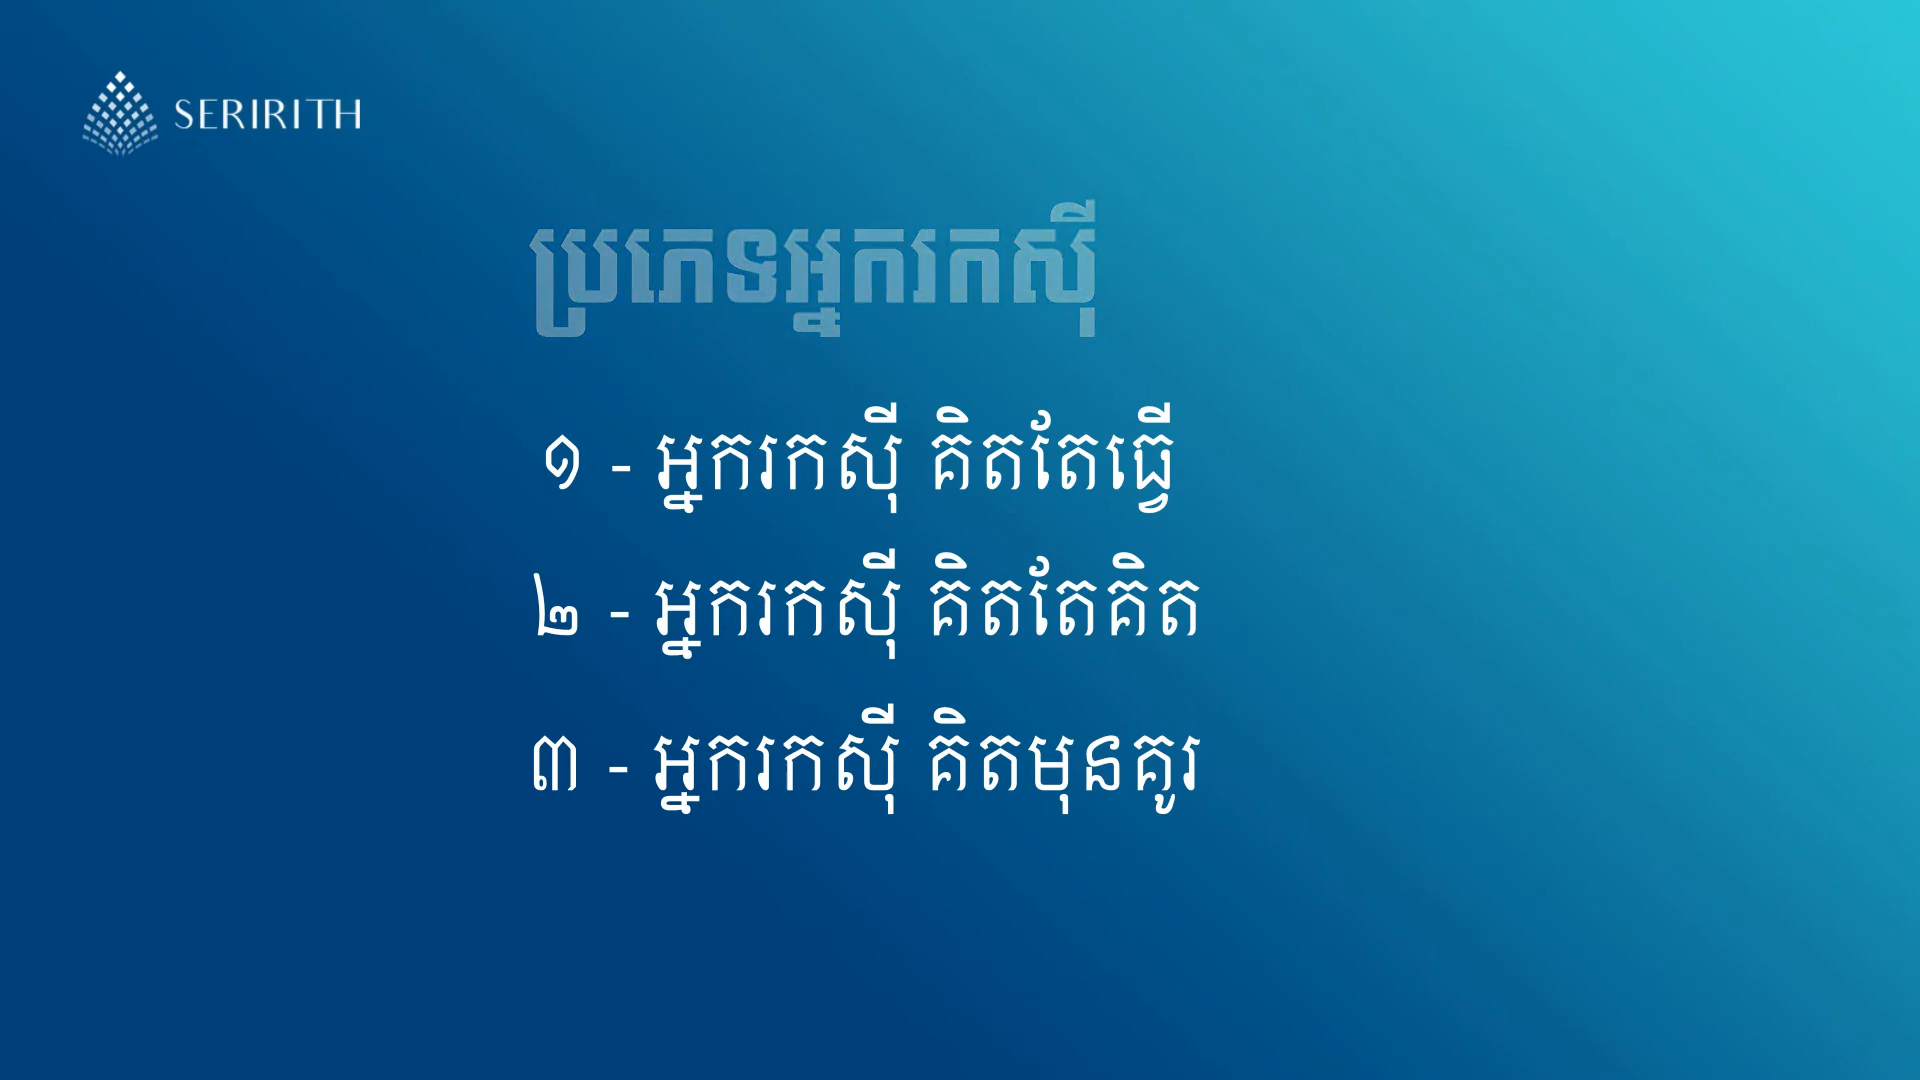 SERIRITH
ប្រភេទអ្នករកស៊ី
១ - អ្នករកស៊ី គិតតែធ្វើ
២ - អ្នករកស៊ី គិតតែគិត
៣ - អ្នករកស៊ី គិតមុនគូរ